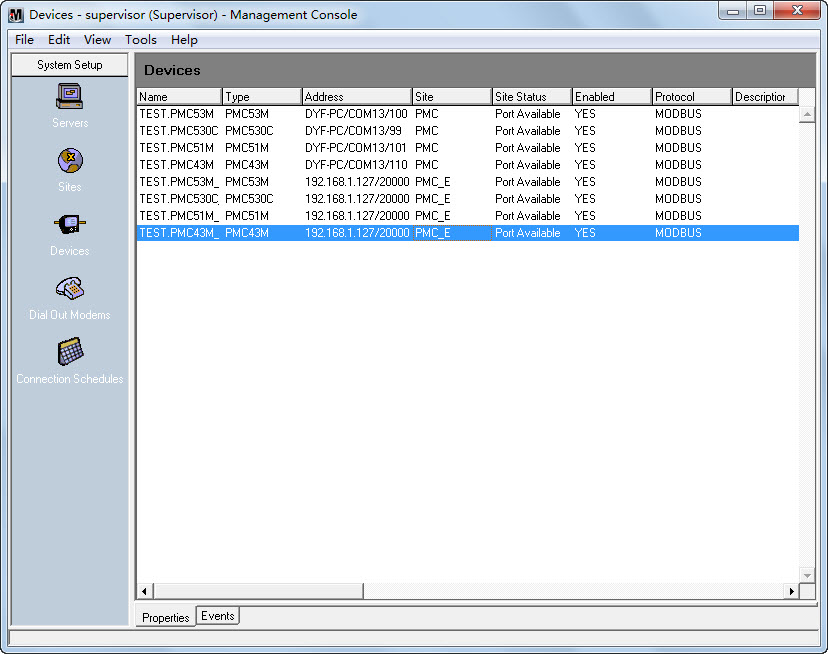 Devices - supervisor (Supervisor) - Management Console
File Edit View Tools Help
System Setup
Servers
Sites
Devices
Dial Out Modems
Connection Schedules
Devices
Name Type Address Site Site Status Enabled Protocol Description
TEST.PMC53M PMC53M DYF-PC/COM13/100 PMC Port Available YES MODBUS
TEST.PMC530C PMC530C DYF-PC/COM13/99 PMC Port Available YES MODBUS
TEST.PMC51M PMC51M DYF-PC/COM13/101 PMC Port Available YES MODBUS
TEST.PMC43M PMC43M DYF-PC/COM13/110 PMC Port Available YES MODBUS
TEST.PMC53M_ PMC53M 192.168.1.127/20000 PMC_E Port Available YES MODBUS
TEST.PMC530C_ PMC530C 192.168.1.127/20000 PMC_E Port Available YES MODBUS
TEST.PMC51M_ PMC51M 192.168.1.127/20000 PMC_E Port Available YES MODBUS
TEST.PMC43M_ PMC43M 192.168.1.127/20000 PMC_E Port Available YES MODBUS
Properties Events